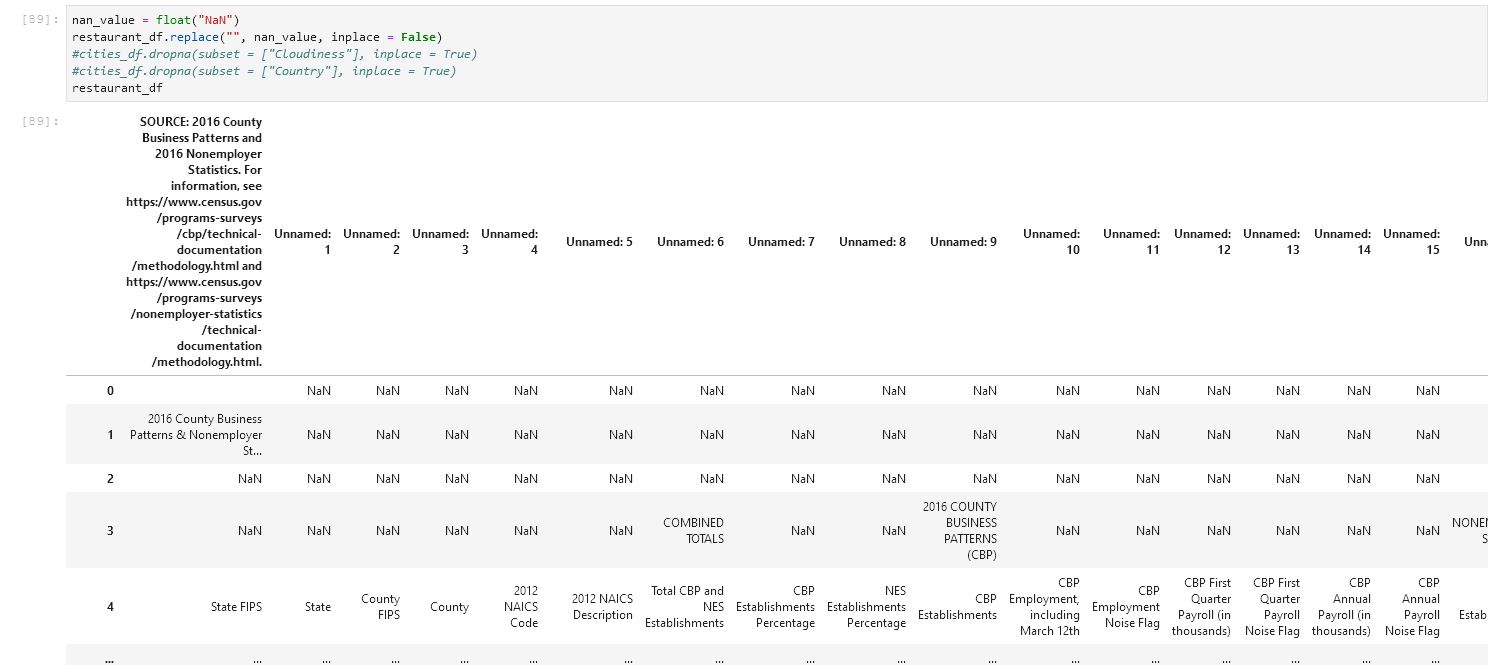 [89]: nan_value = float("NaN")
restaurant_df.replace("", nan_value, inplace = False)
#cities_df.dropna(subset = ["Cloudiness"], inplace = True)
#cities_df.dropna(subset = ["Country"], inplace = True)
restaurant_df
[89]:
SOURCE: 2016 County
Business Patterns and
2016 Nonemployer
Statistics. For
information, see
https://www.census.gov
/programs-surveys
/cbp/technical-
documentation
/methodology.html and
https://www.census.gov
/programs-surveys
/nonemployer-statistics
/technical-
documentation
/methodology.html.
Unnamed:
1
Unnamed:
2
Unnamed:
3
Unnamed:
4
Unnamed: 5
Unnamed: 6
Unnamed: 7
Unnamed: 8
Unnamed: 9
Unnamed:
10
Unnamed:
11
Unnamed:
12
Unnamed:
13
Unnamed:
14
Unnamed:
15
Unn
0 NaN NaN NaN NaN NaN NaN NaN NaN NaN NaN NaN NaN NaN NaN NaN
1
2016 County Business
Patterns & Nonemployer
St...
NaN NaN NaN NaN NaN NaN NaN NaN NaN NaN NaN NaN NaN NaN NaN
2 NaN NaN NaN NaN NaN NaN NaN NaN NaN NaN NaN NaN NaN NaN NaN NaN
3 NaN NaN NaN NaN NaN NaN
COMBINED
TOTALS
NaN NaN
2016 COUNTY
BUSINESS
PATTERNS
(CBP)
NaN NaN NaN NaN NaN NaN
NONE
S
4
State FIPS
State
County
FIPS
County
2012
NAICS
Code
2012 NAICS
Description
Total CBP and
NES
Establishments
CBP
Establishments
Percentage
NES
Establishments
Percentage
CBP
Establishments
CBP
Employment,
including
March 12th
CBP
Employment
Noise Flag
CBP First
Quarter
Payroll (in
thousands)
CBP First
Quarter
Payroll
Noise Flag
CBP
Annual
Payroll (in
thousands)
CBP
Annual
Payroll
Noise Flag
Estab
... ... ... ... ... ... ... ... ... ... ... ... ... ... ... ... ...